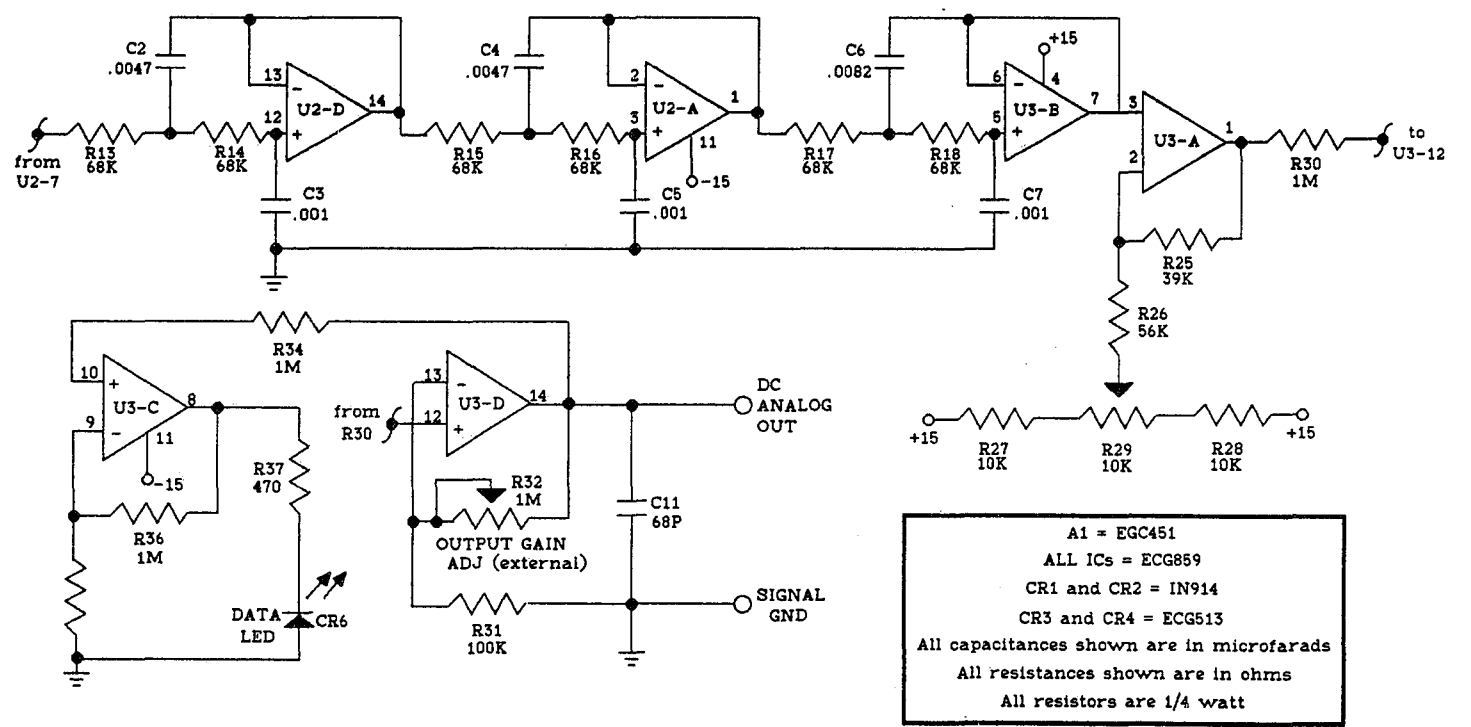 C2
.0047
13
−
U2-D
14
12
+
from
U2-7
R13
68K
R14
68K
C3
.001
C4
.0047
2
−
U2-A
1
3
+
11
-15
R15
68K
R16
68K
C5
.001
C6
.0082
+15
4
6
−
U3-B
7
5
+
R17
68K
R18
68K
C7
.001
3
U3-A
1
2
R30
1M
to
U3-12
R25
39K
R26
56K
+15
R27
10K
R29
10K
R28
10K
+15
R34
1M
10
+
U3-C
8
9
−
11
-15
R36
1M
R37
470
DATA
LED
CR6
from
R30
13
−
U3-D
14
12
+
R32
1M
OUTPUT GAIN
ADJ (external)
R31
100K
C11
68P
DC
ANALOG
OUT
SIGNAL
GND
A1 = EGC451
ALL ICs = ECG859
CR1 and CR2 = IN914
CR3 and CR4 = ECG513
All capacitances shown are in microfarads
All resistances shown are in ohms
All resistors are 1/4 watt